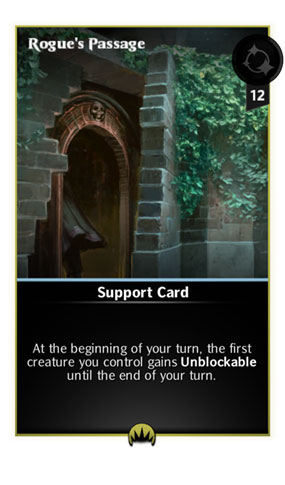 Rogue's Passage
12
Support Card
At the beginning of your turn, the first
creature you control gains Unblockable
until the end of your turn.